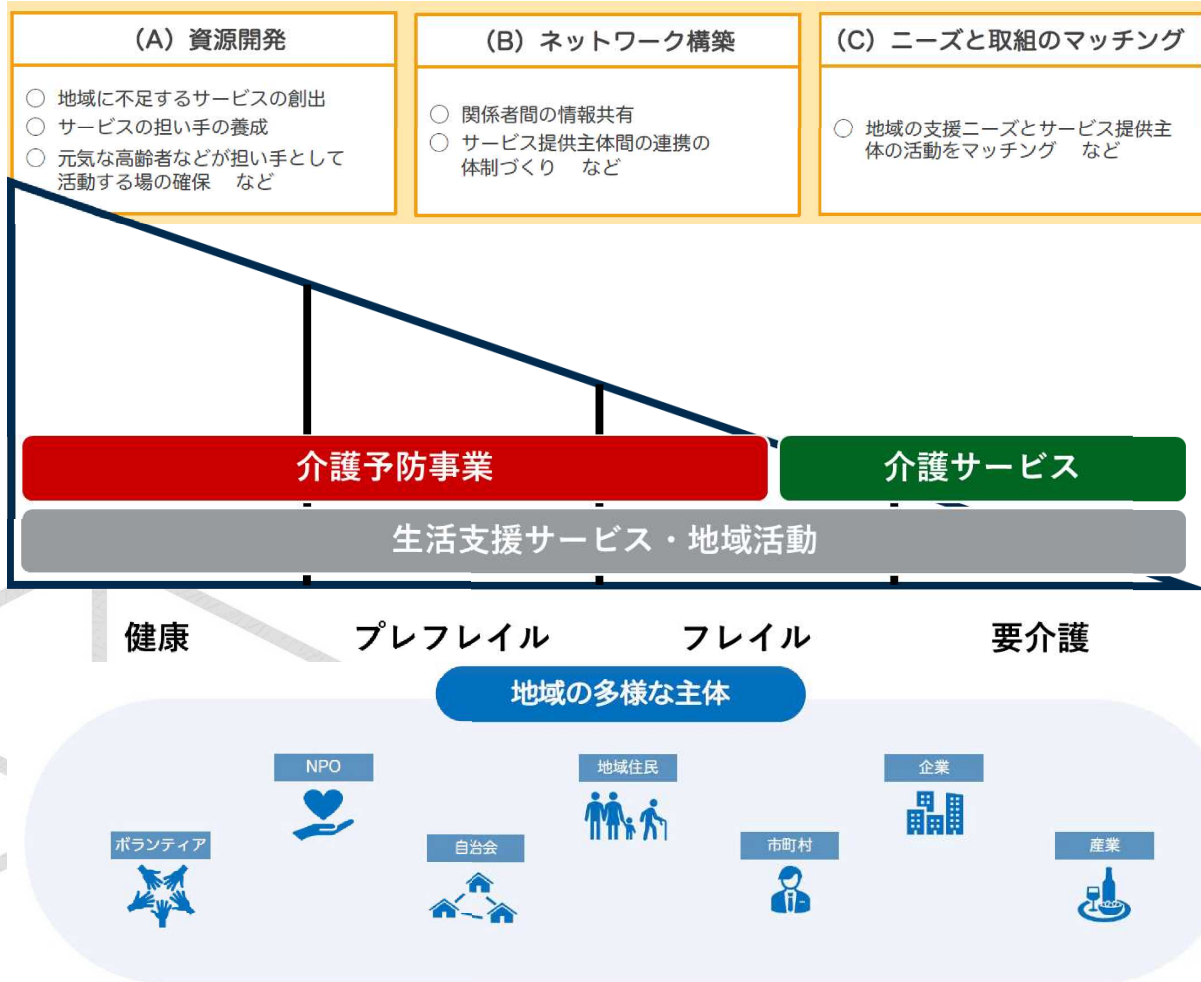 (A) 資源開発
○ 地域に不足するサービスの創出
○ サービスの担い手の養成
○ 元気な高齢者などが担い手として
活動する場の確保 など
(B) ネットワーク構築
○ 関係者間の情報共有
○ サービス提供主体間の連携の
体制づくり など
(C) ニーズと取組のマッチング
○ 地域の支援ニーズとサービス提供主
体の活動をマッチング など
介護予防事業
介護サービス
生活支援サービス・地域活動
健康
プレフレイル
フレイル
要介護
地域の多様な主体
ボランティア
NPO
自治会
地域住民
市町村
企業
産業